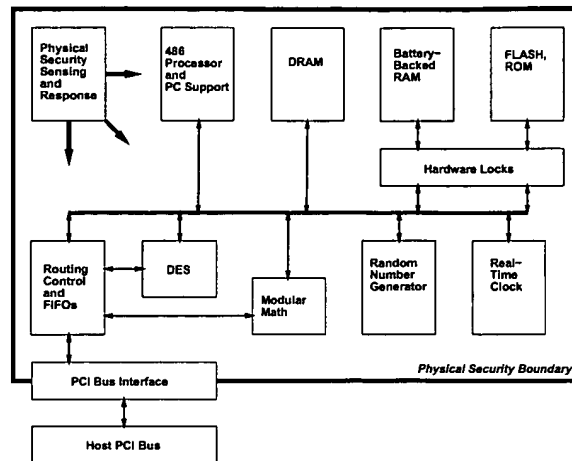 Physical
Security
Sensing
and
Response
486
Processor
and
PC Support
DRAM
Battery-
Backed
RAM
FLASH,
ROM
Hardware Locks
Routing
Control
and
FIFOs
DES
Modular
Math
Random
Number
Generator
Real-
Time
Clock
PCI Bus Interface
Physical Security Boundary
Host PCI Bus